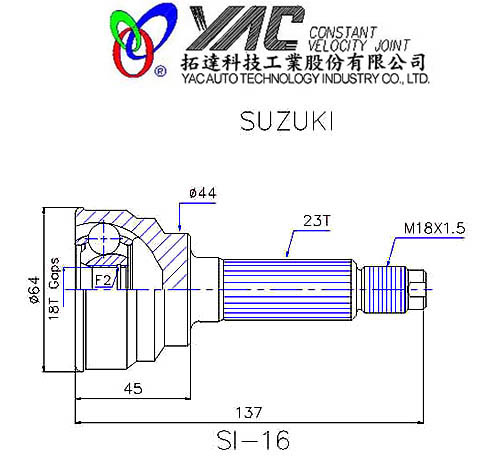 YAC CONSTANT
VELOCITY JOINT
®
拓達科技工業股份有限公司
YAC AUTO TECHNOLOGY INDUSTRY CO., LTD.
SUZUKI
ø44
23T
M18X1.5
ø64
18T Gaps
F2
45
137
SI-16